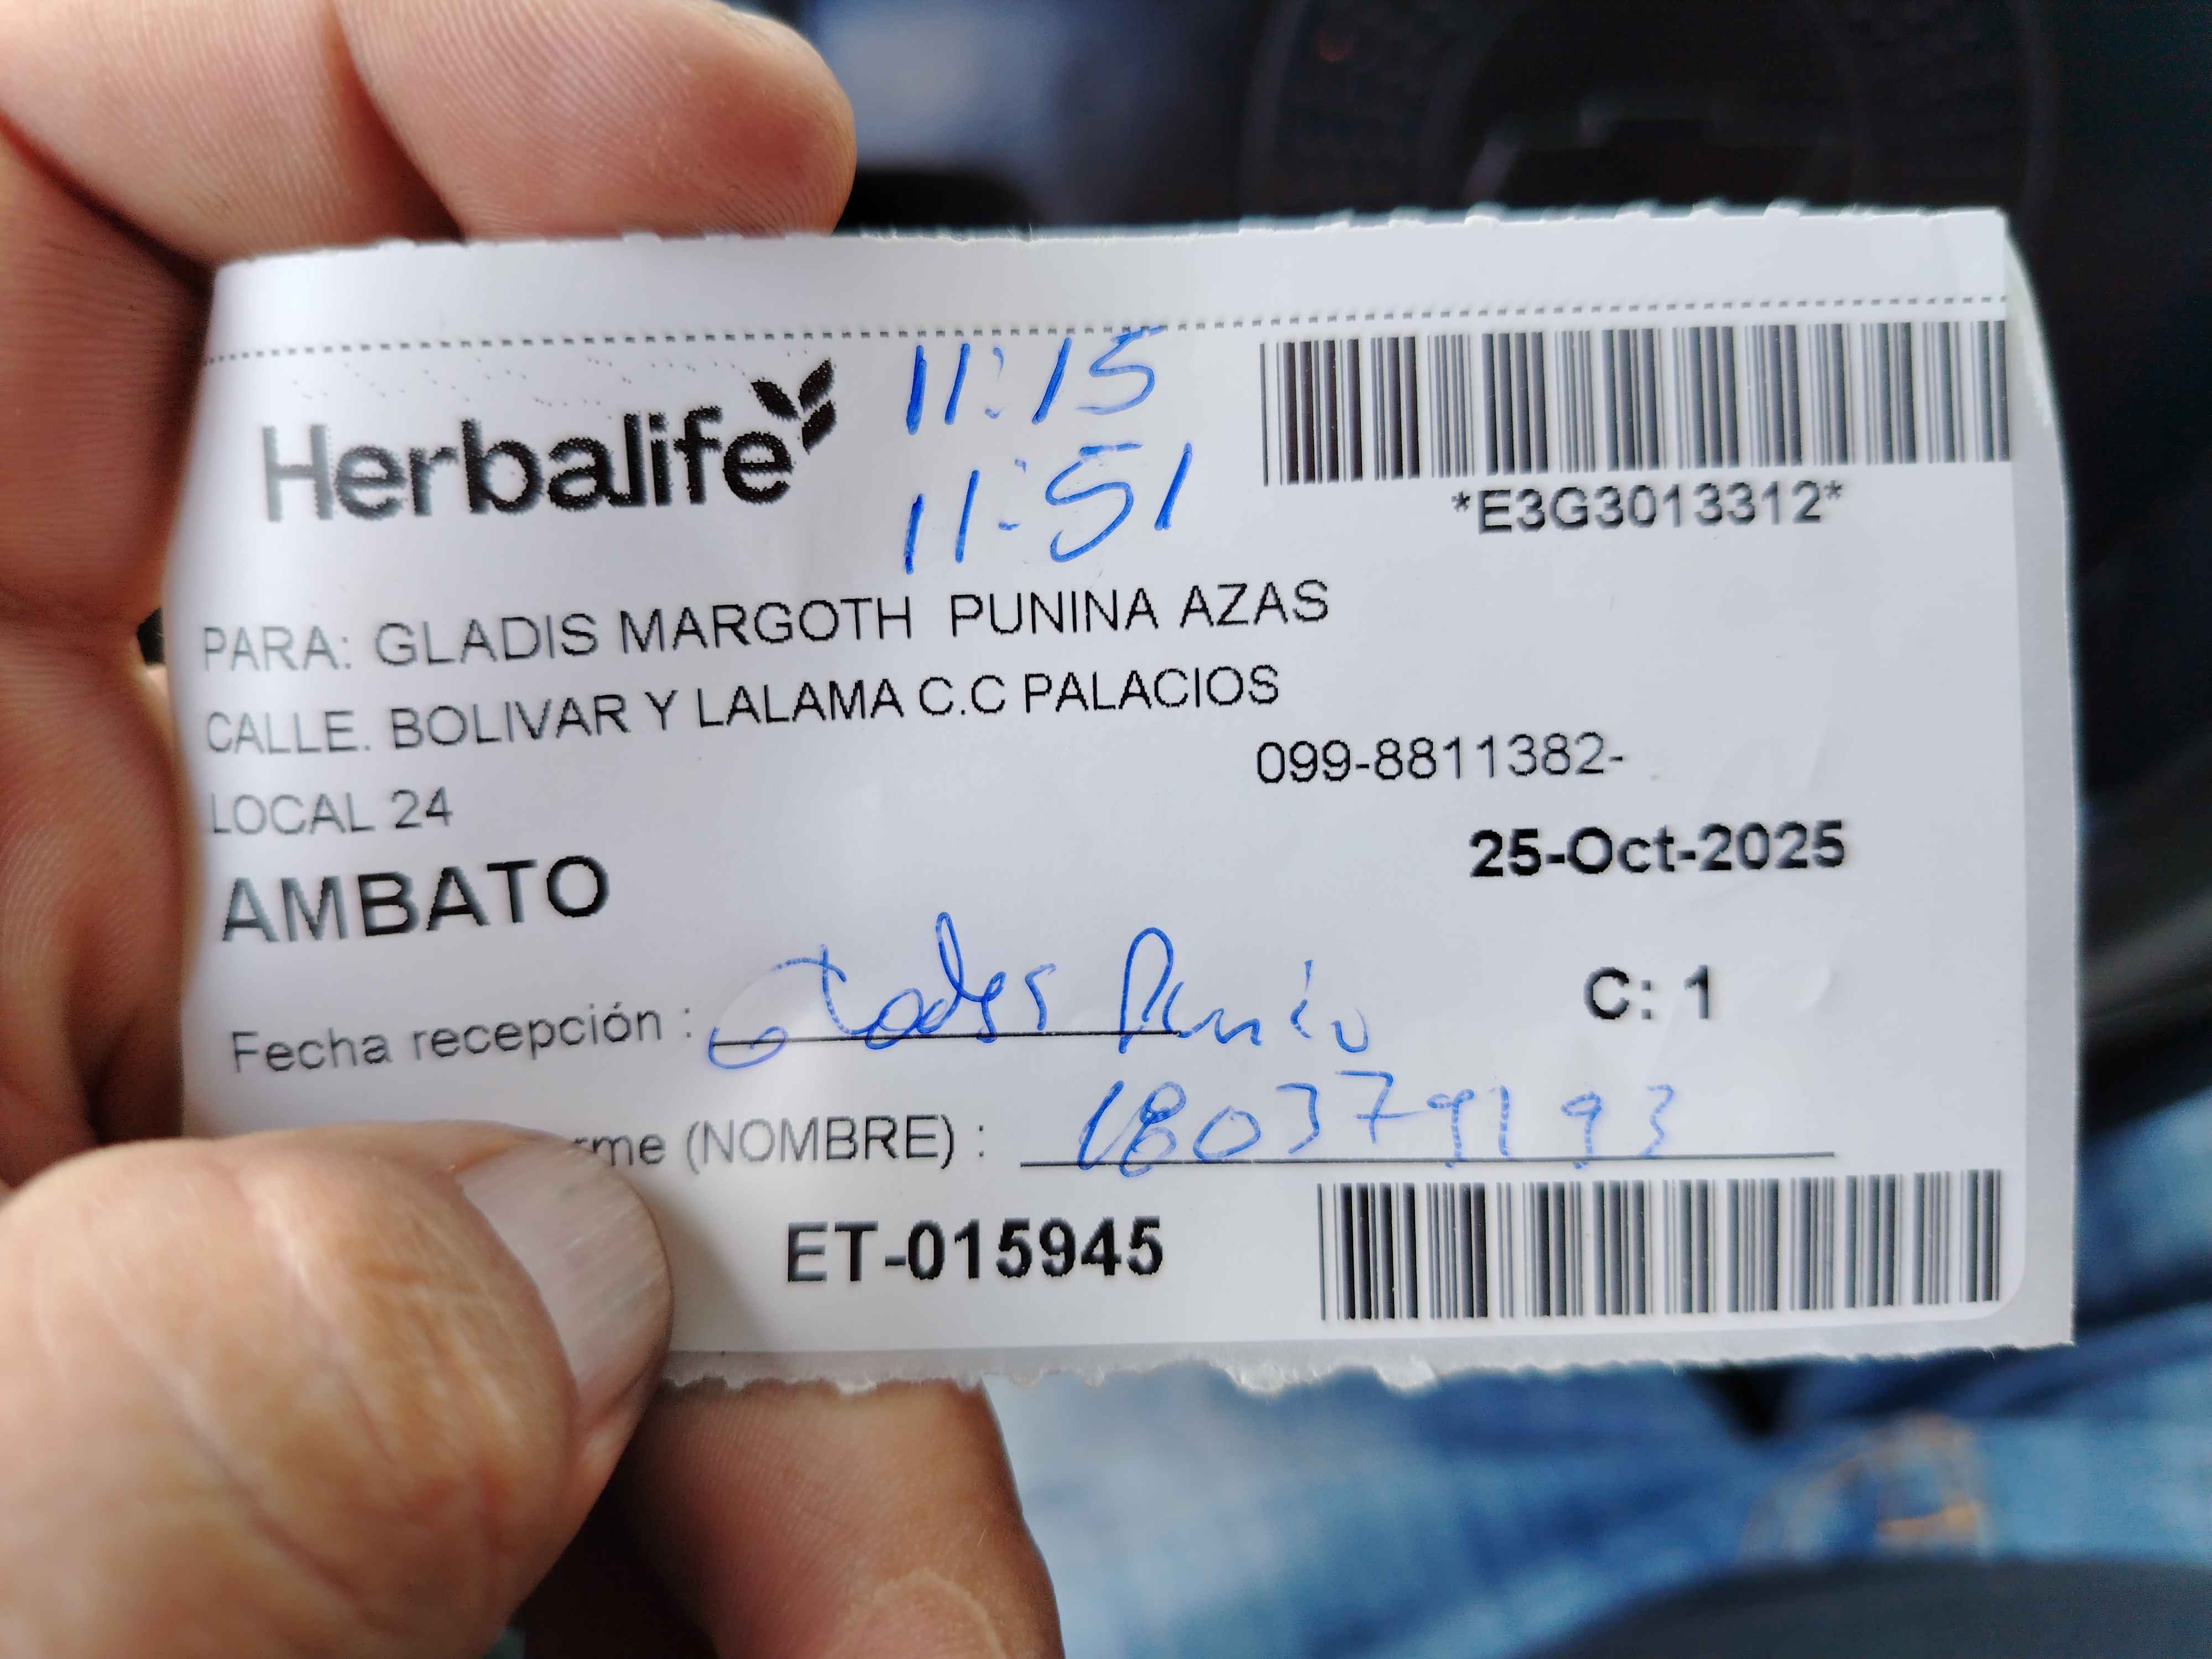 Herbalife
11:15
11:51
*E3G3013312*
PARA: GLADIS MARGOTH PUNINA AZAS
CALLE. BOLIVAR Y LALAMA C.C PALACIOS
099-8811382-
LOCAL 24
25-Oct-2025
AMBATO
C: 1
Fecha recepción :
rme (NOMBRE) : 1803791193
ET-015945